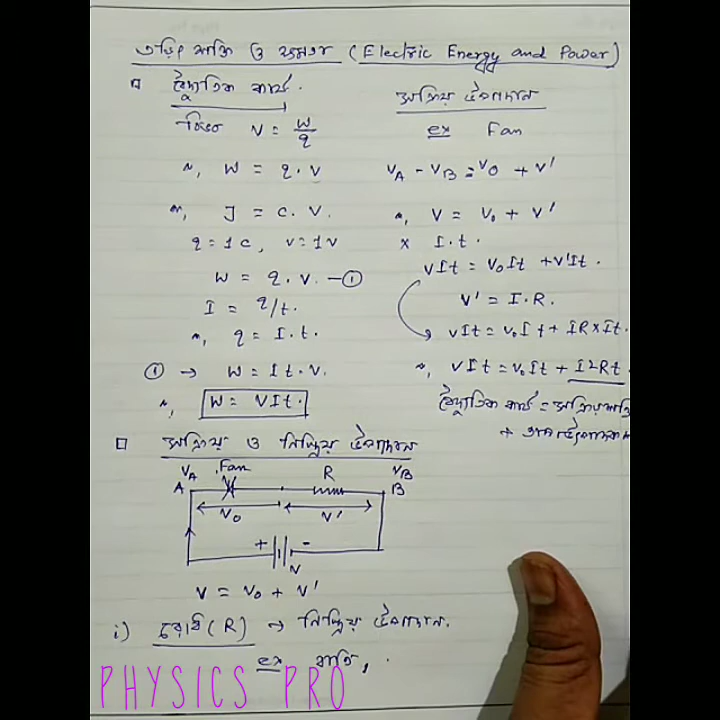 তড়িৎ শক্তি ও ক্ষমতা (Electric Energy and Power)
□ বৈদ্যুতিক কার্য.
বিভব V = W/q
বা, W = q · V
বা, J = C. V.
q = 1C, V = 1V
W = q. V. — ①
I = q/t.
বা, q = I. t.
① → W = It. V.
বা, W = VIt.
□ সক্রিয় ও নিষ্ক্রিয় উপাদান
VA Fan R VB
A B
V0 V'
+ - V
V = V0 + V'
i) রোধ (R) → নিষ্ক্রিয় উপাদান.
ex বাতি,
সক্রিয় উপাদান
ex Fan
VA - VB = V0 + V'
বা, V = V0 + V'
x I. t.
VIt = V0It + V'It.
V' = I. R.
VIt = V0It + IR x It.
বা, VIt = V0It + I2Rt.
বৈদ্যুতিক কার্য =
+
PHYSICS PRO